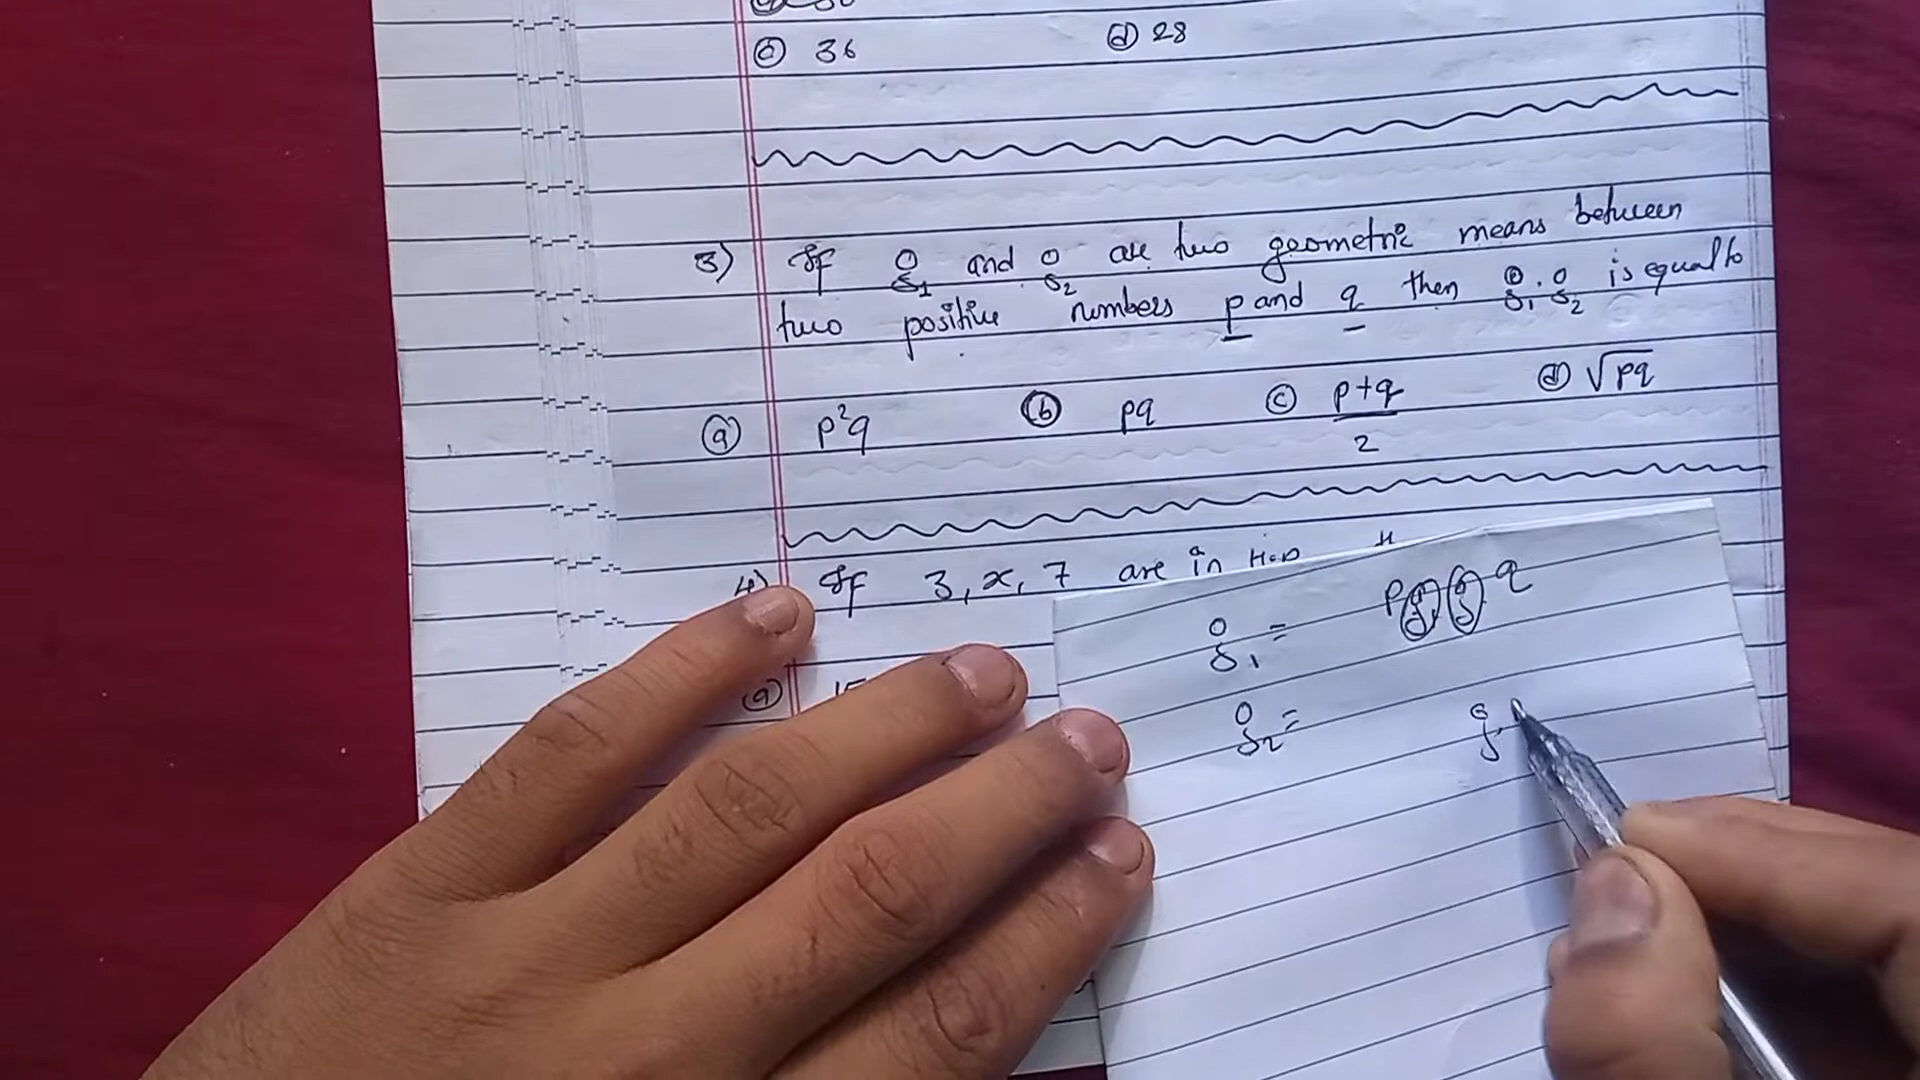 ⓒ 36 ⓓ 28
3) If g₁ and g₂ are two geometric means between
two positive numbers p and q then g₁.g₂ is equal to
ⓐ p²q ⓑ pq ⓒ p+q/2 ⓓ √pq
4) If 3, x, 7 are in H.P
ⓐ 15
g₁ = p g₁ g₂ q
g₂ = g